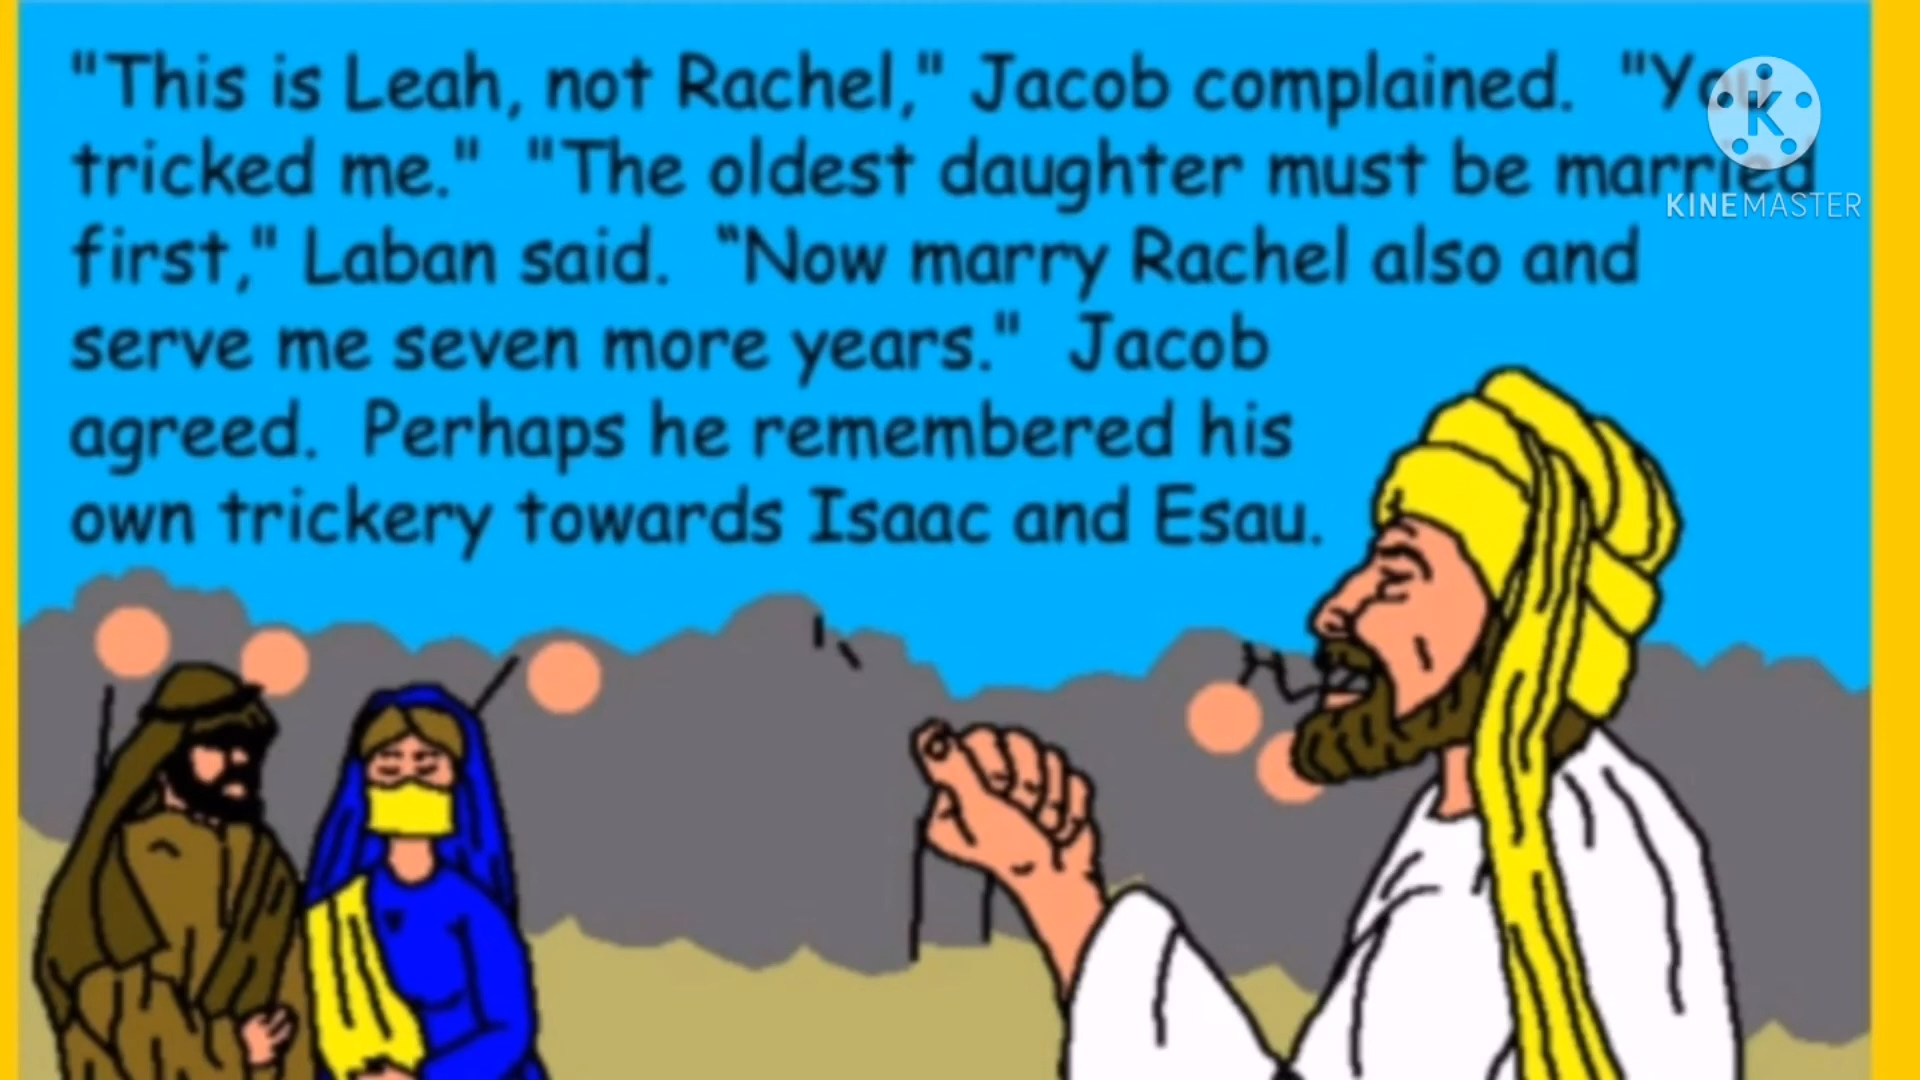 "This is Leah, not Rachel," Jacob complained. "You
tricked me." "The oldest daughter must be married
first," Laban said. “Now marry Rachel also and
serve me seven more years." Jacob
agreed. Perhaps he remembered his
own trickery towards Isaac and Esau.
K
KINEMASTER